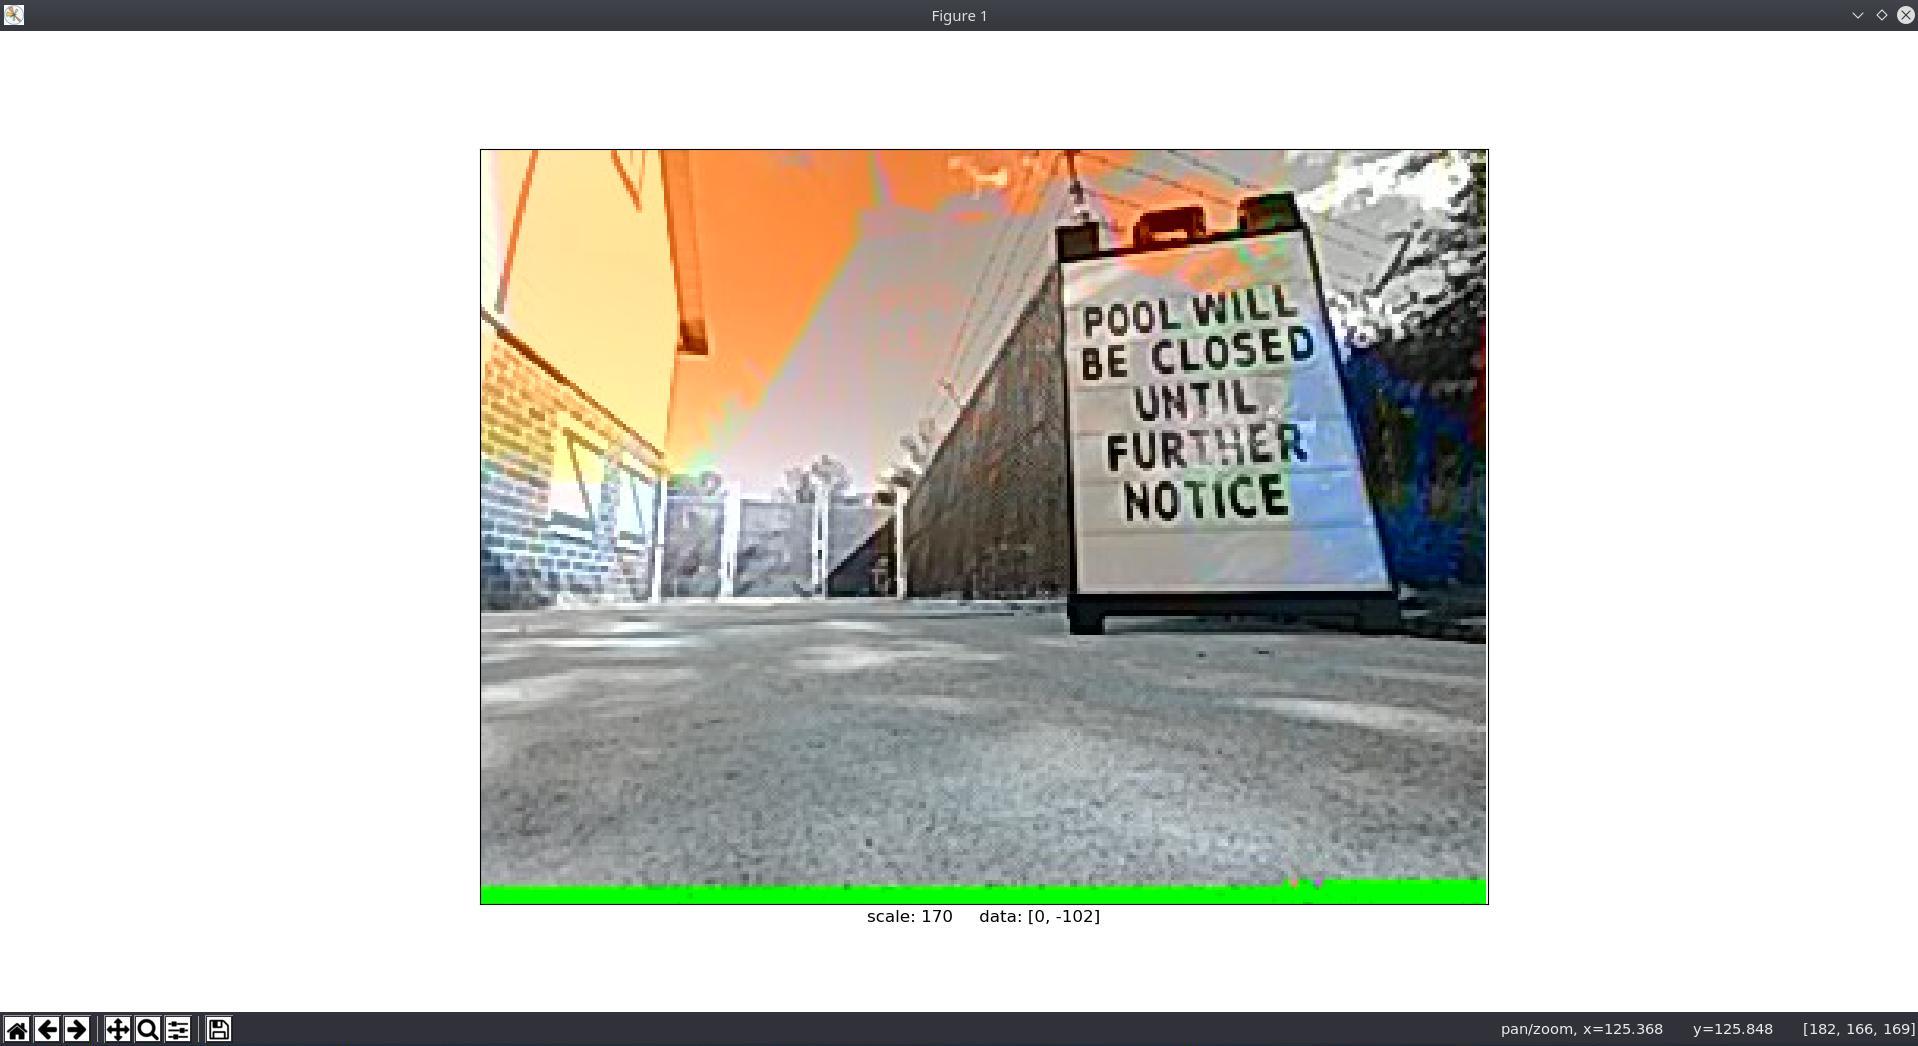 Figure 1
POOL WILL
BE CLOSED
UNTIL
FURTHER
NOTICE
scale: 170 data: [0, -102]
pan/zoom, x=125.368 y=125.848 [182, 166, 169]